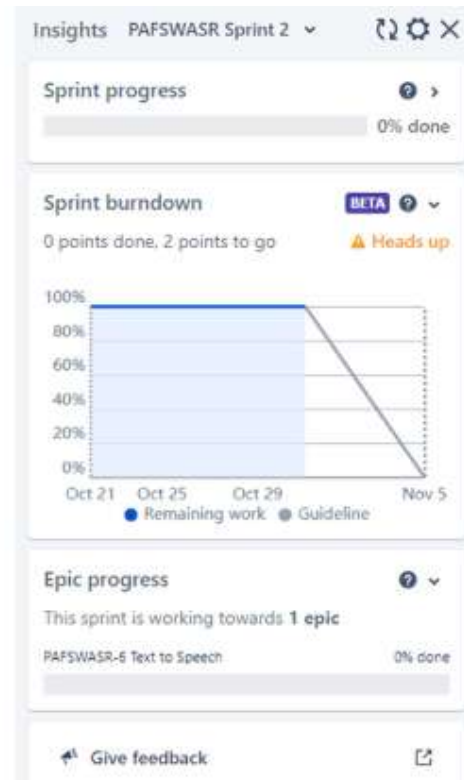 Insights PAFSWASR Sprint 2
Sprint progress
0% done
Sprint burndown BETA
0 points done, 2 points to go Heads up
100%
80%
60%
40%
20%
0%
Oct 21 Oct 25 Oct 29 Nov 5
Remaining work Guideline
Epic progress
This sprint is working towards 1 epic
PAFSWASR-6 Text to Speech 0% done
Give feedback